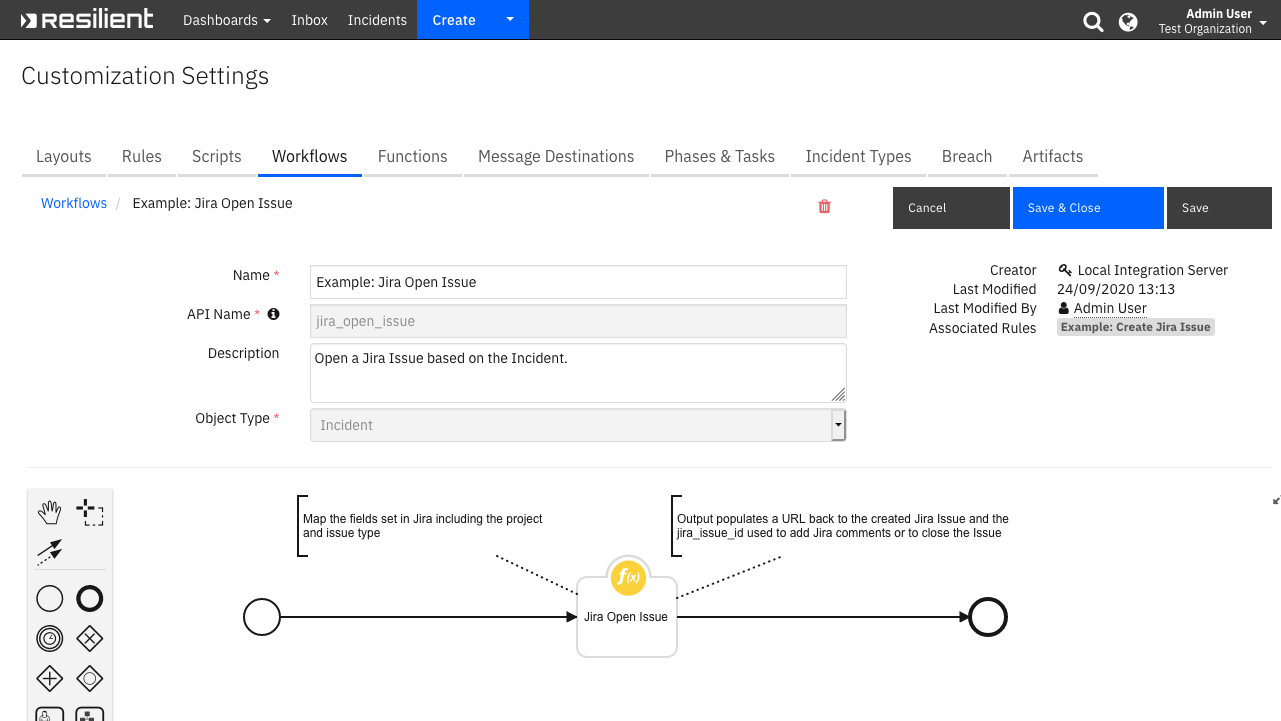 resilient Dashboards Inbox Incidents Create Admin User
Test Organization
Customization Settings
Layouts Rules Scripts Workflows Functions Message Destinations Phases & Tasks Incident Types Breach Artifacts
Workflows / Example: Jira Open Issue Cancel Save & Close Save
Name * Example: Jira Open Issue
API Name * jira_open_issue
Description Open a Jira Issue based on the Incident.
Object Type * Incident
Creator Local Integration Server
Last Modified 24/09/2020 13:13
Last Modified By Admin User
Associated Rules Example: Create Jira Issue
Map the fields set in Jira including the project
and issue type
Output populates a URL back to the created Jira Issue and the
jira_issue_id used to add Jira comments or to close the Issue
f(x)
Jira Open Issue